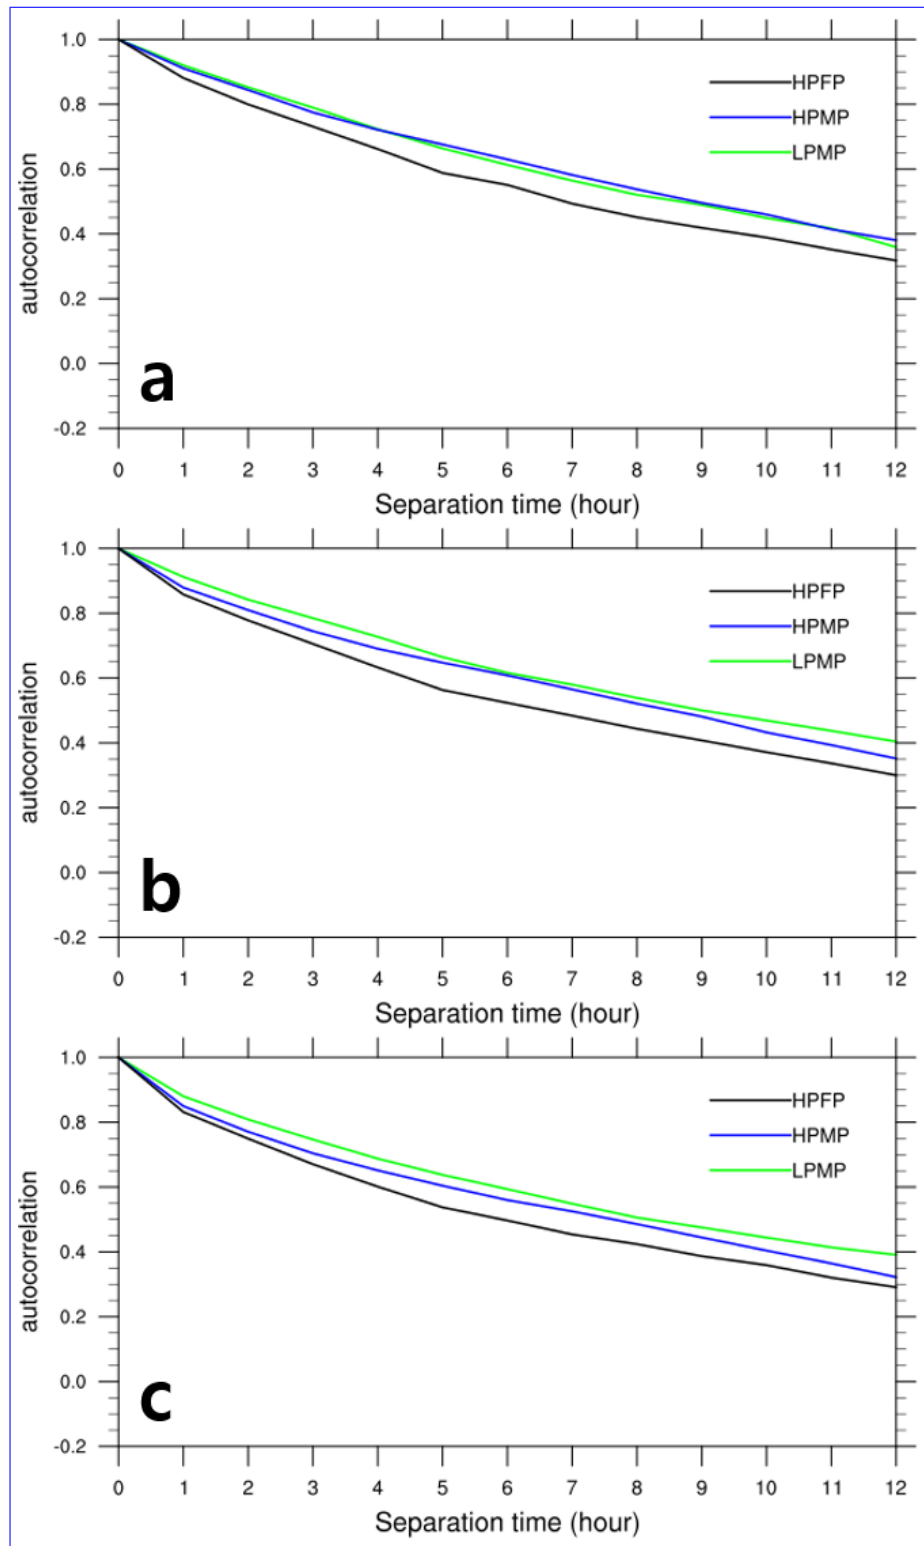 1.0
0.8
0.6
0.4
0.2
0.0
-0.2
autocorrelation
HPFP
HPMP
LPMP
a
0 1 2 3 4 5 6 7 8 9 10 11 12
Separation time (hour)
1.0
0.8
0.6
0.4
0.2
0.0
-0.2
autocorrelation
HPFP
HPMP
LPMP
b
0 1 2 3 4 5 6 7 8 9 10 11 12
Separation time (hour)
1.0
0.8
0.6
0.4
0.2
0.0
-0.2
autocorrelation
HPFP
HPMP
LPMP
c
0 1 2 3 4 5 6 7 8 9 10 11 12
Separation time (hour)